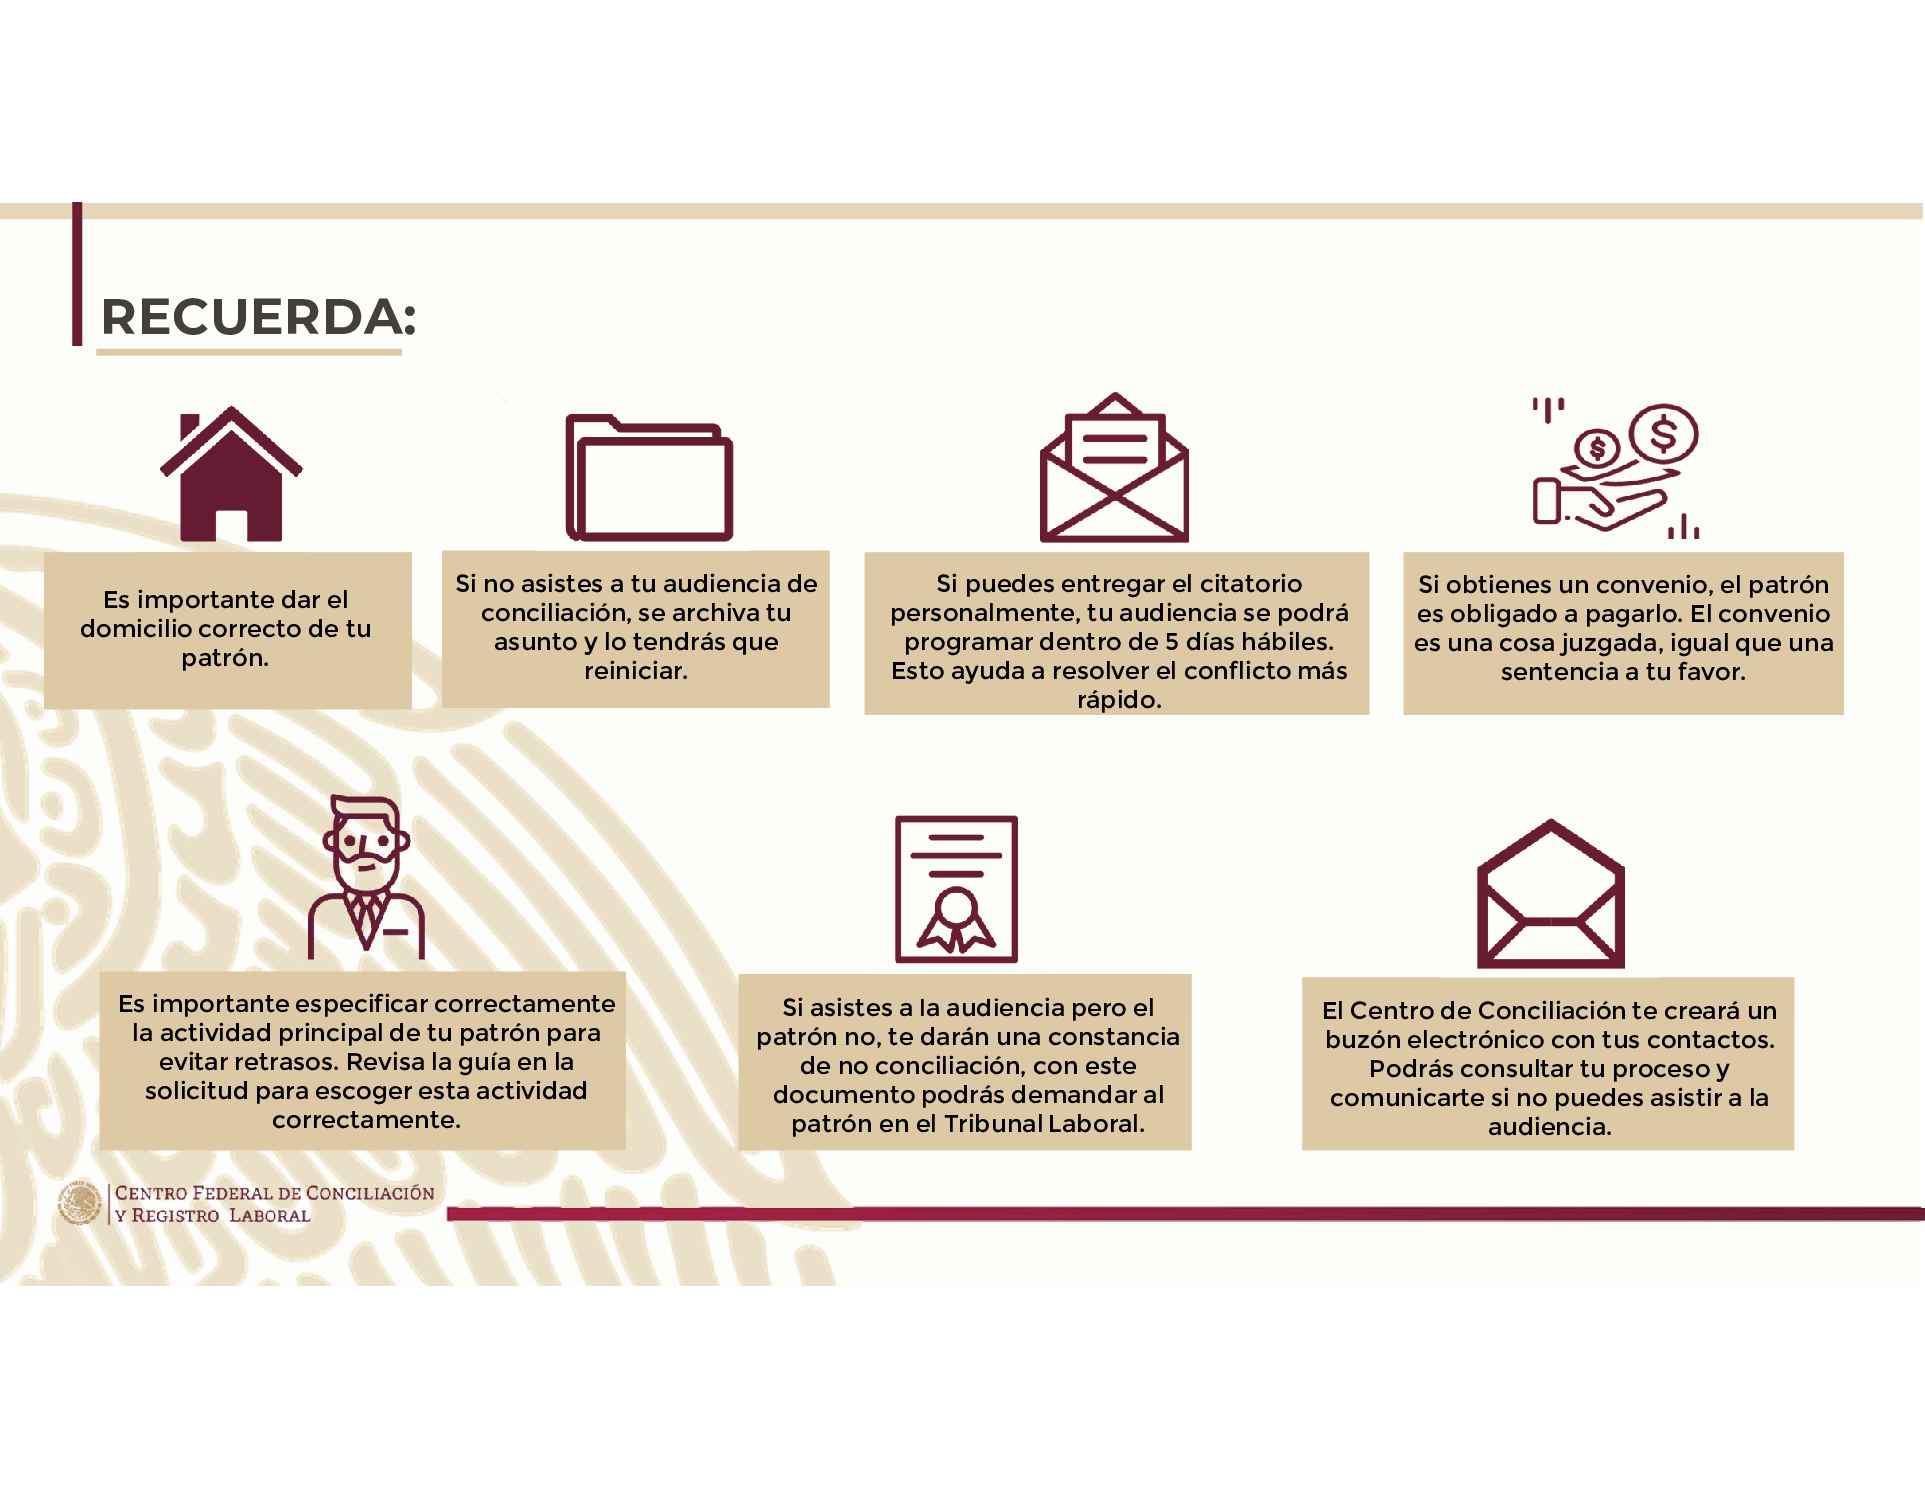 RECUERDA:
Es importante dar el
domicilio correcto de tu
patrón.
Si no asistes a tu audiencia de
conciliación, se archiva tu
asunto y lo tendrás que
reiniciar.
Si puedes entregar el citatorio
personalmente, tu audiencia se podrá
programar dentro de 5 días hábiles.
Esto ayuda a resolver el conflicto más
rápido.
Si obtienes un convenio, el patrón
es obligado a pagarlo. El convenio
es una cosa juzgada, igual que una
sentencia a tu favor.
Es importante especificar correctamente
la actividad principal de tu patrón para
evitar retrasos. Revisa la guía en la
solicitud para escoger esta actividad
correctamente.
Si asistes a la audiencia pero el
patrón no, te darán una constancia
de no conciliación, con este
documento podrás demandar al
patrón en el Tribunal Laboral.
El Centro de Conciliación te creará un
buzón electrónico con tus contactos.
Podrás consultar tu proceso y
comunicarte si no puedes asistir a la
audiencia.
CENTRO FEDERAL DE CONCILIACIÓN
Y REGISTRO LABORAL